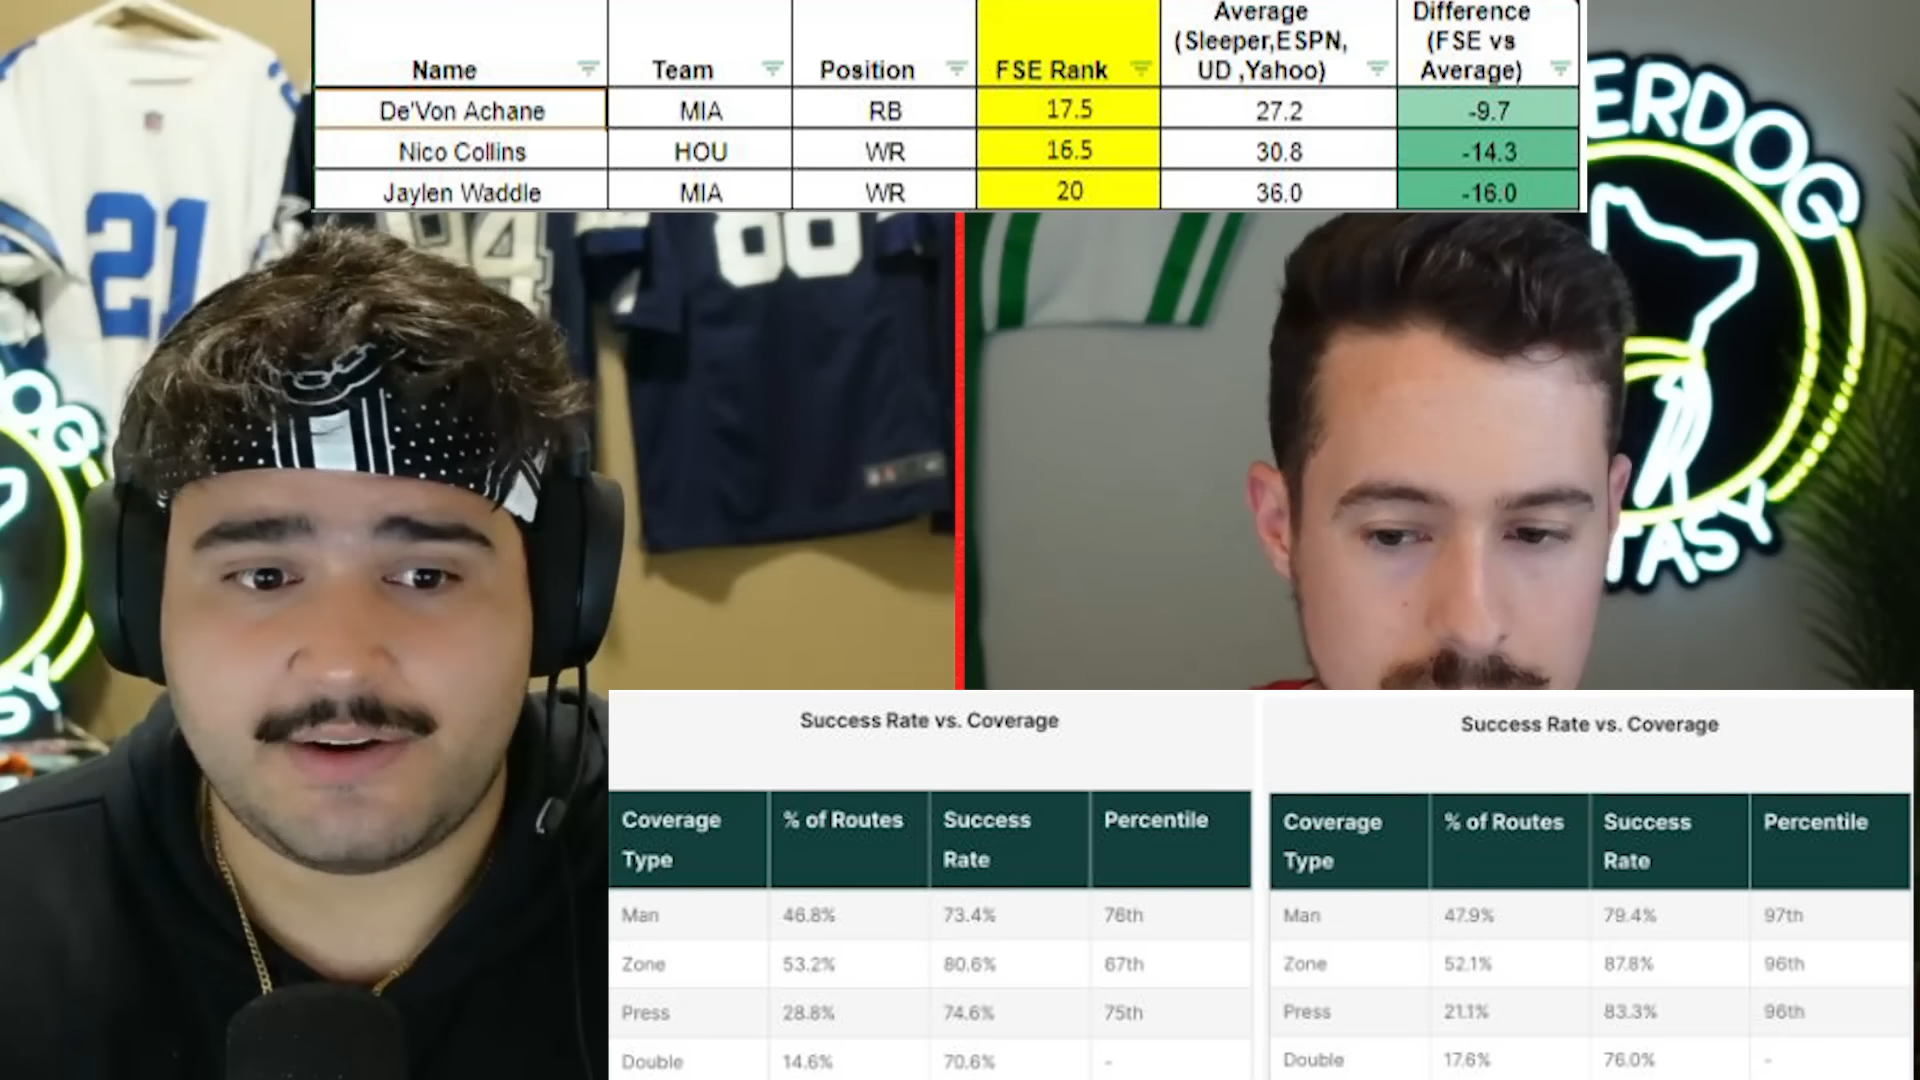 Name Team Position FSE Rank Average (Sleeper,ESPN, UD ,Yahoo) Difference (FSE vs Average)
De'Von Achane MIA RB 17.5 27.2 -9.7
Nico Collins HOU WR 16.5 30.8 -14.3
Jaylen Waddle MIA WR 20 36.0 -16.0
ERDOG
21
84
88
OG
SY
TASY
Success Rate vs. Coverage
Coverage Type % of Routes Success Rate Percentile
Man 46.8% 73.4% 76th
Zone 53.2% 80.6% 67th
Press 28.8% 74.6% 75th
Double 14.6% 70.6% -
Success Rate vs. Coverage
Coverage Type % of Routes Success Rate Percentile
Man 47.9% 79.4% 97th
Zone 52.1% 87.8% 96th
Press 21.1% 83.3% 96th
Double 17.6% 76.0% -